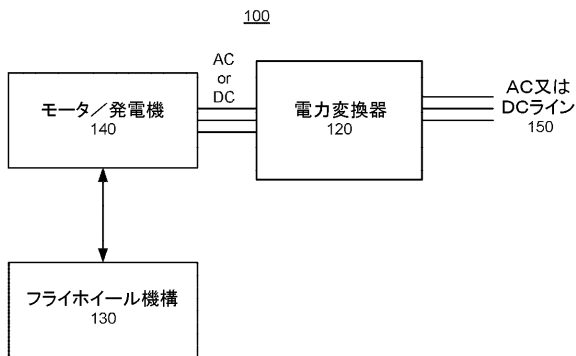 100
モータ／発電機
140
AC
or
DC
電力変換器
120
AC又は
DCライン
150
フライホイール機構
130